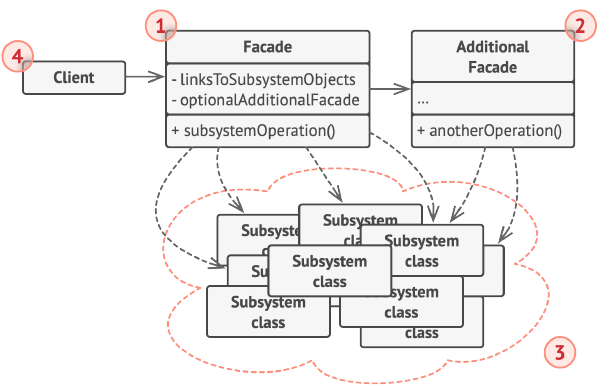 1
2
4
Client
Facade
- linksToSubsystemObjects
- optionalAdditionalFacade
+ subsystemOperation()
Additional
Facade
...
+ anotherOperation()
Subsystem
Subsystem
cla
Subsystem
class
Subsystem
class
Subsystem
class
Subsystem
class
class
3